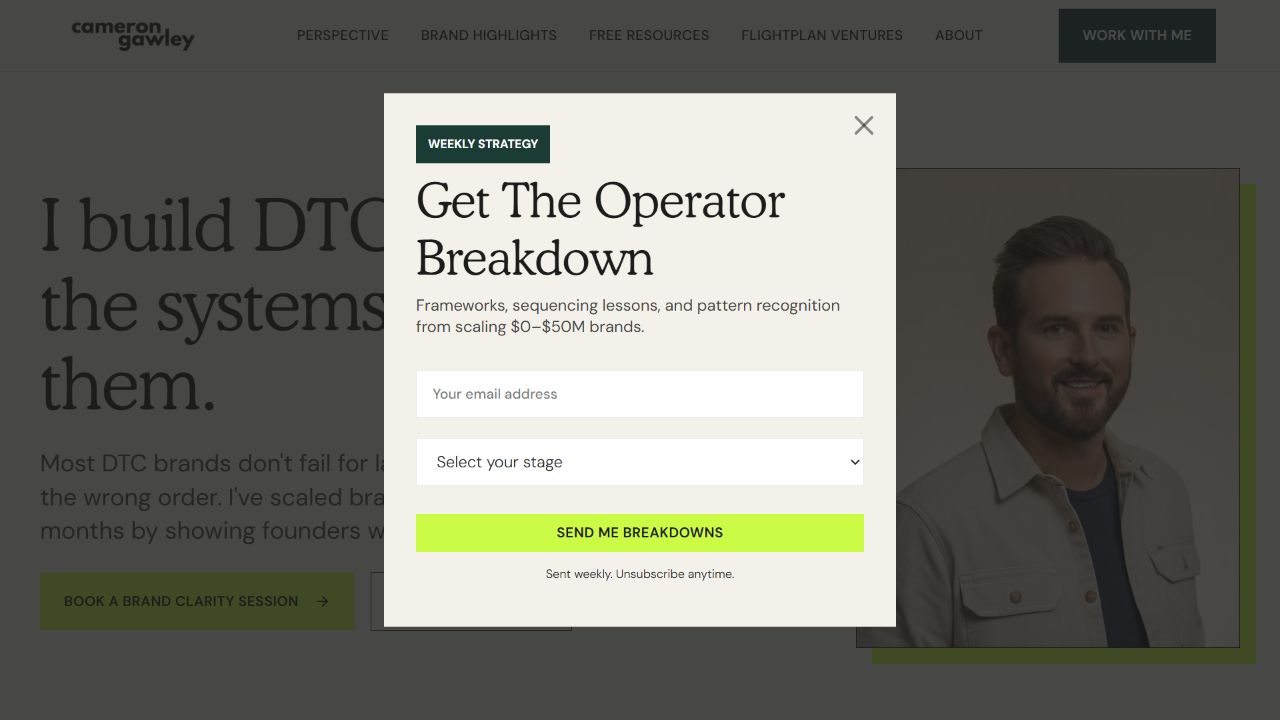 cameron
gawley
PERSPECTIVE
BRAND HIGHLIGHTS
FREE RESOURCES
FLIGHTPLAN VENTURES
ABOUT
WORK WITH ME
I build DTC
the systems
them.
Most DTC brands don't fail for
the wrong order. I've scaled
months by showing founders
BOOK A BRAND CLARITY SESSION →
WEEKLY STRATEGY
Get The Operator
Breakdown
Frameworks, sequencing lessons, and pattern recognition
from scaling $0–$50M brands.
Your email address
Select your stage
SEND ME BREAKDOWNS
Sent weekly. Unsubscribe anytime.